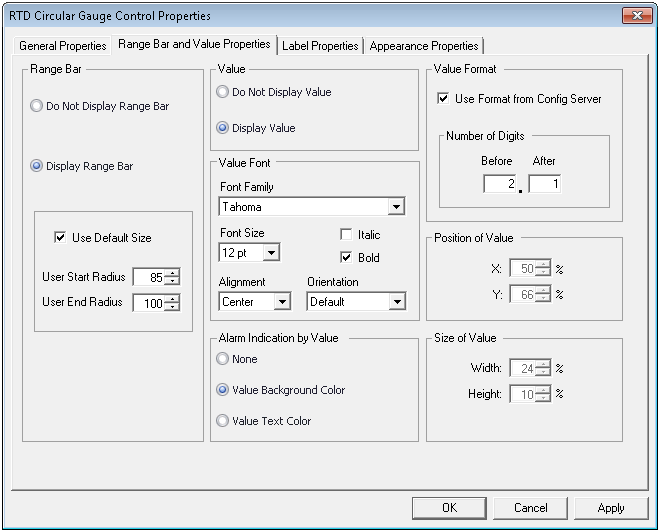 RTD Circular Gauge Control Properties
General Properties
Range Bar and Value Properties
Label Properties
Appearance Properties
Range Bar
Do Not Display Range Bar
Display Range Bar
Use Default Size
User Start Radius 85
User End Radius 100
Value
Do Not Display Value
Display Value
Value Font
Font Family
Tahoma
Font Size
12 pt
Italic
Bold
Alignment
Center
Orientation
Default
Alarm Indication by Value
None
Value Background Color
Value Text Color
Value Format
Use Format from Config Server
Number of Digits
Before After
2 . 1
Position of Value
X: 50 %
Y: 66 %
Size of Value
Width: 24 %
Height: 10 %
OK
Cancel
Apply